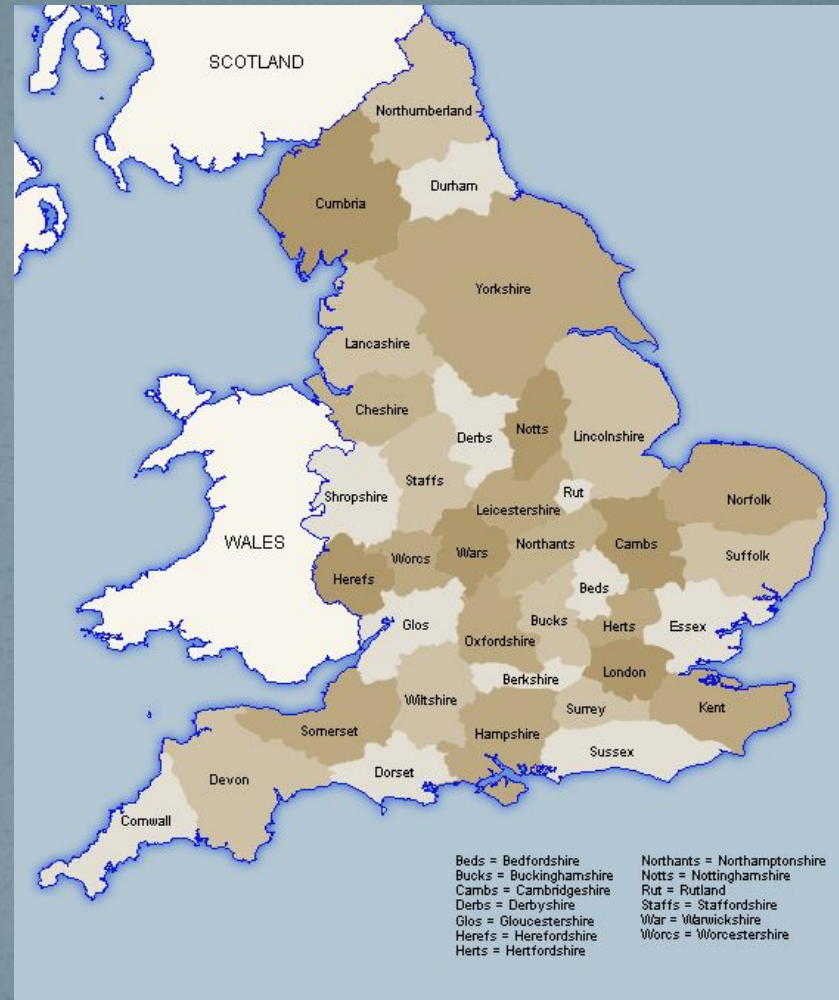 SCOTLAND
Northumberland
Durham
Cumbria
Yorkshire
Lancashire
Cheshire
Derbs
Notts
Lincolnshire
Shropshire
Staffs
Rut
Leicestershire
Norfolk
WALES
Herefs
Worcs
Wars
Northants
Cambs
Suffolk
Beds
Glos
Oxfordshire
Bucks
Herts
Essex
Berkshire
London
Wiltshire
Surrey
Kent
Somerset
Hampshire
Sussex
Devon
Dorset
Cornwall
Beds = Bedfordshire
Bucks = Buckinghamshire
Cambs = Cambridgeshire
Derbs = Derbyshire
Glos = Gloucestershire
Herefs = Herefordshire
Herts = Hertfordshire
Northants = Northamptonshire
Notts = Nottinghamshire
Rut = Rutland
Staffs = Staffordshire
War = Warwickshire
Worcs = Worcestershire